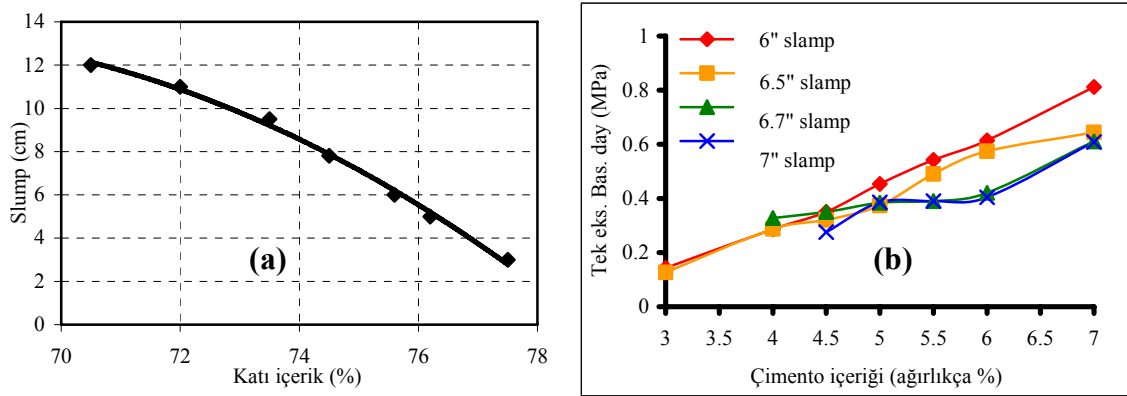 14
12
10
8
6
4
2
0
Slump (cm)
(a)
70 72 74 76 78
Katı içerik (%)
1
0.8
0.6
0.4
0.2
0
Tek eks. Bas. day (MPa)
6" slamp
6.5" slamp
6.7" slamp
7" slamp
(b)
3 3.5 4 4.5 5 5.5 6 7
Çimento içeriği (ağırlıkça %)